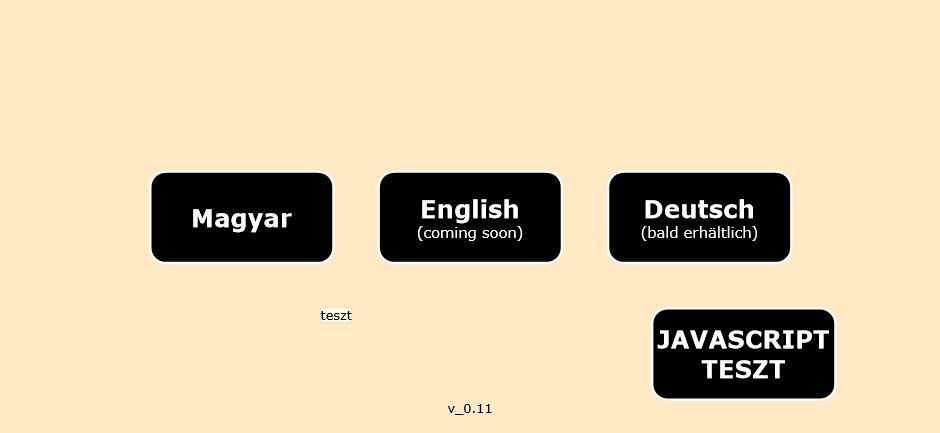 Magyar
English
(coming soon)
Deutsch
(bald erhältlich)
teszt
JAVASCRIPT
TESZT
v_0.11